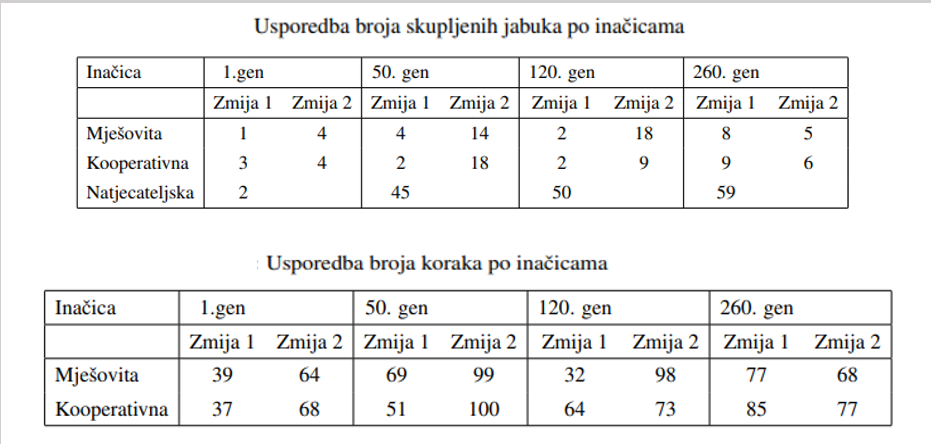 Usporedba broja skupljenih jabuka po inačicama
Inačica 1.gen 50. gen 120. gen 260. gen
Zmija 1 Zmija 2 Zmija 1 Zmija 2 Zmija 1 Zmija 2 Zmija 1 Zmija 2
Mješovita 1 4 4 14 2 18 8 5
Kooperativna 3 4 2 18 2 9 9 6
Natjecateljska 2 45 50 59
Usporedba broja koraka po inačicama
Inačica 1.gen 50. gen 120. gen 260. gen
Zmija 1 Zmija 2 Zmija 1 Zmija 2 Zmija 1 Zmija 2 Zmija 1 Zmija 2
Mješovita 39 64 69 99 32 98 77 68
Kooperativna 37 68 51 100 64 73 85 77